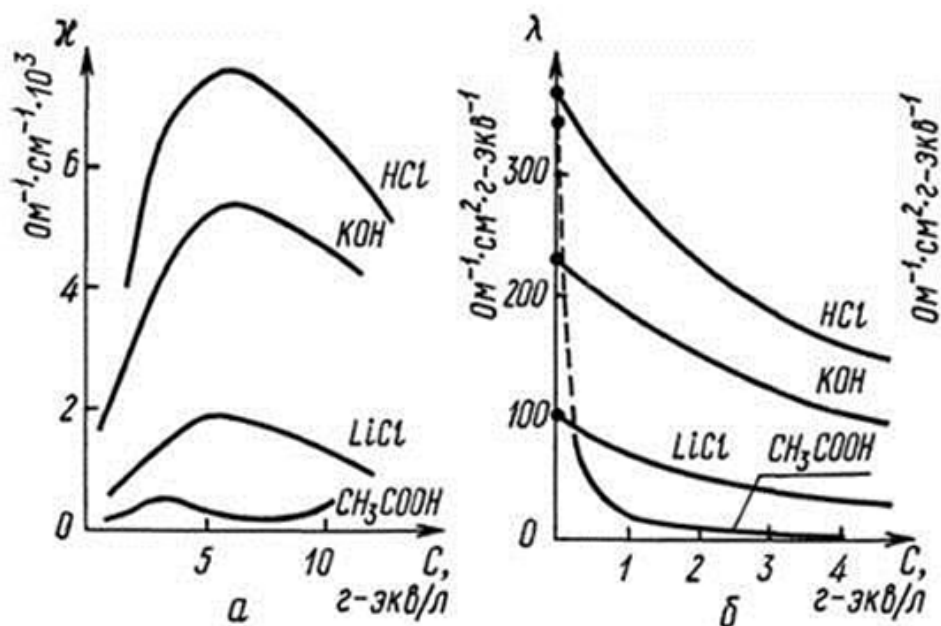 ϰ
Ом⁻¹·см⁻¹·10³
6
4
2
0
5
10
C,
г-экв/л
HCl
KOH
LiCl
CH₃COOH
а
λ
Ом⁻¹·см²·г-экв⁻¹
300
200
100
0
1
2
3
4
C,
г-экв/л
HCl
KOH
LiCl
CH₃COOH
б
Ом⁻¹·см²·г-экв⁻¹